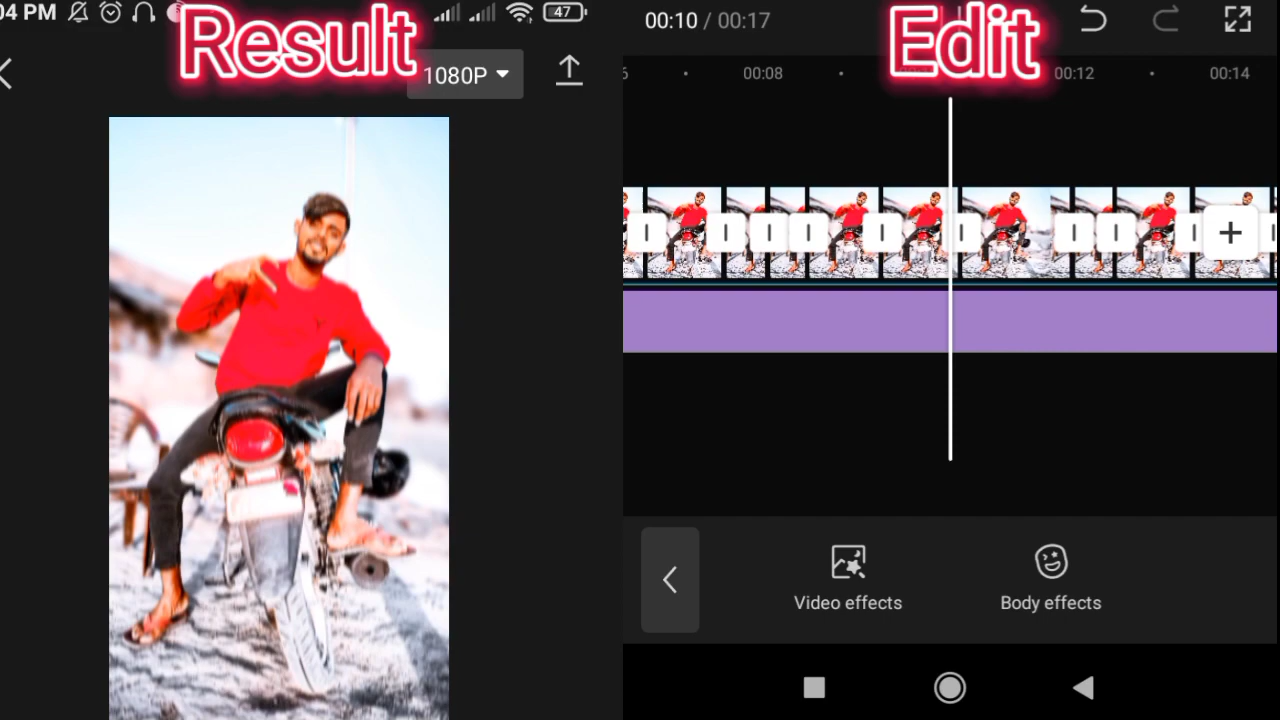 04 PM
47
Result
1080P
Edit
00:10 / 00:17
6
00:08
00:12
00:14
Video effects
Body effects